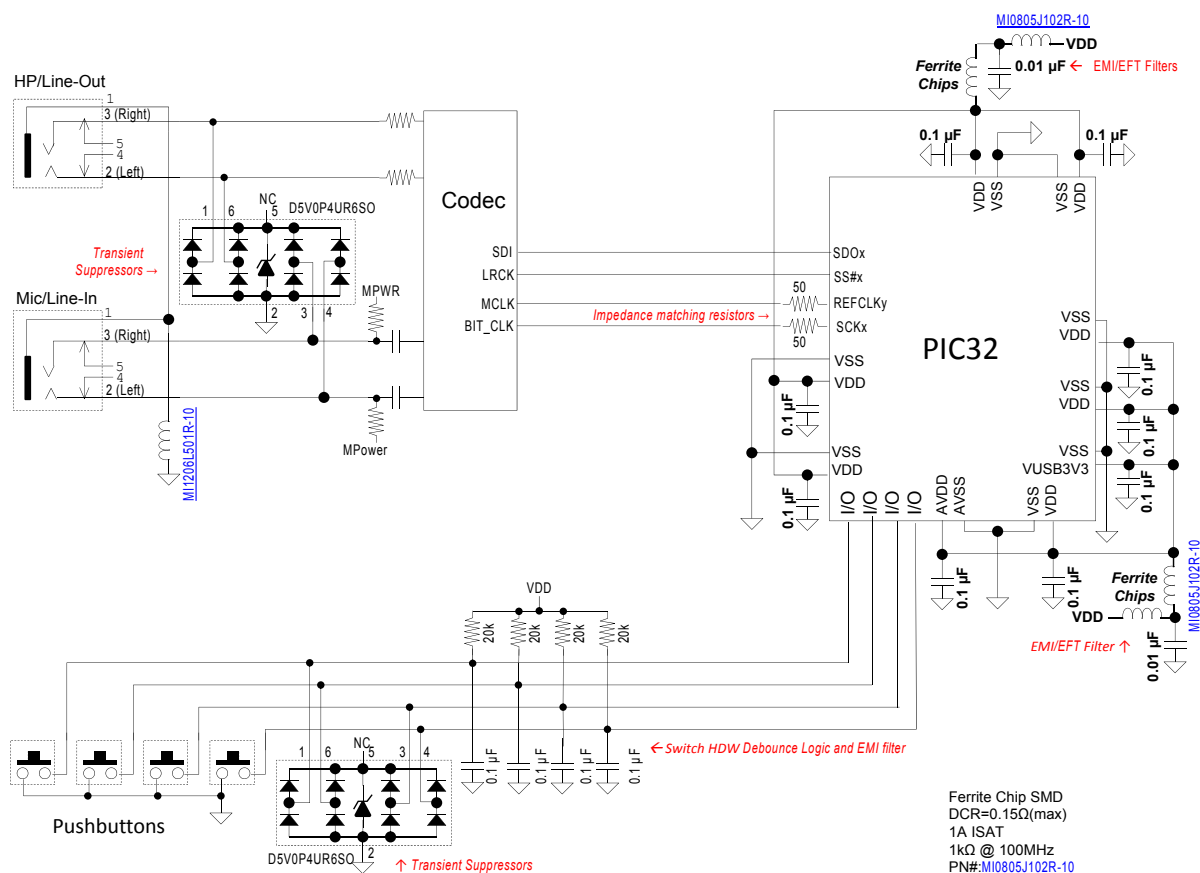 MI0805J102R-10
VDD
Ferrite
Chips
0.01 µF
← EMI/EFT Filters
HP/Line-Out
1
3 (Right)
5
4
2 (Left)
0.1 µF
0.1 µF
VDD
VSS
VSS
VDD
Codec
NC
1
6
5
D5V0P4UR6SO
Transient
Suppressors →
2
3
4
SDI
LRCK
MCLK
BIT_CLK
SDOx
SS#x
50
REFCLKy
SCKx
50
Impedance matching resistors →
Mic/Line-In
1
3 (Right)
5
4
2 (Left)
MPWR
MPower
MI1206L501R-10
PIC32
VSS
VDD
0.1 µF
VSS
VDD
0.1 µF
VSS
VDD
0.1 µF
VSS
VDD
0.1 µF
VSS
VUSB3V3
0.1 µF
I/O
I/O
I/O
I/O
AVDD
AVSS
VSS
VDD
0.1 µF
0.1 µF
Ferrite
Chips
MI0805J102R-10
VDD
EMI/EFT Filter ↑
0.01 µF
VDD
20k
20k
20k
20k
0.1 µF
0.1 µF
0.1 µF
0.1 µF
← Switch HDW Debounce Logic and EMI filter
1
6
NC
5
3
4
2
D5V0P4UR6SO
↑ Transient Suppressors
Pushbuttons
Ferrite Chip SMD
DCR=0.15Ω(max)
1A ISAT
1kΩ @ 100MHz
PN#:MI0805J102R-10